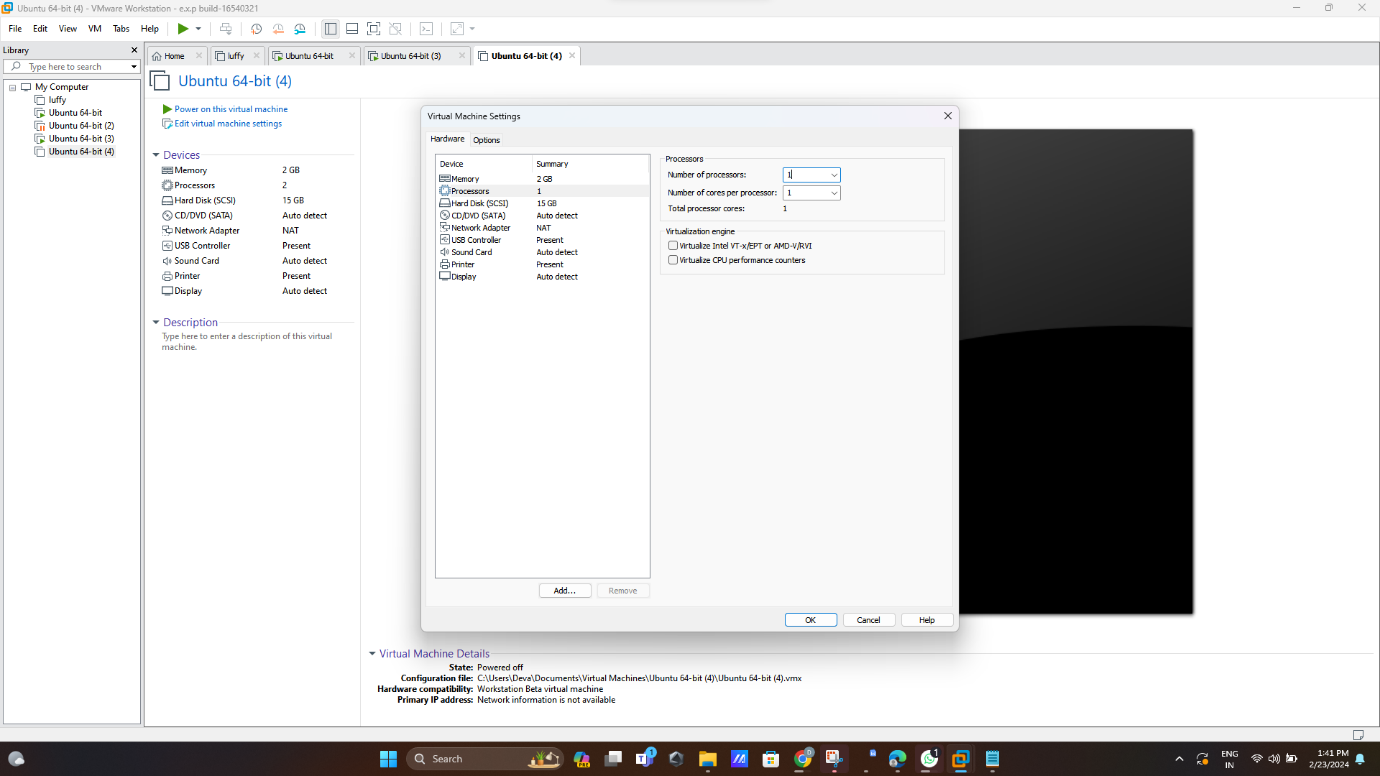 Ubuntu 64-bit (4) - VMware Workstation - e.x.p build-16540321
File Edit View VM Tabs Help
Library
Type here to search
My Computer
luffy
Ubuntu 64-bit
Ubuntu 64-bit (2)
Ubuntu 64-bit (3)
Ubuntu 64-bit (4)
Home
luffy
Ubuntu 64-bit
Ubuntu 64-bit (3)
Ubuntu 64-bit (4)
Ubuntu 64-bit (4)
Power on this virtual machine
Edit virtual machine settings
Devices
Memory 2 GB
Processors 2
Hard Disk (SCSI) 15 GB
CD/DVD (SATA) Auto detect
Network Adapter NAT
USB Controller Present
Sound Card Auto detect
Printer Present
Display Auto detect
Description
Type here to enter a description of this virtual
machine.
Virtual Machine Settings
Hardware Options
Device Summary
Memory 2 GB
Processors 1
Hard Disk (SCSI) 15 GB
CD/DVD (SATA) Auto detect
Network Adapter NAT
USB Controller Present
Sound Card Auto detect
Printer Present
Display Auto detect
Add... Remove
Processors
Number of processors: 1
Number of cores per processor: 1
Total processor cores: 1
Virtualization engine
Virtualize Intel VT-x/EPT or AMD-V/RVI
Virtualize CPU performance counters
OK Cancel Help
Virtual Machine Details
State: Powered off
Configuration file: C:\Users\Deva\Documents\Virtual Machines\Ubuntu 64-bit (4)\Ubuntu 64-bit (4).vmx
Hardware compatibility: Workstation Beta virtual machine
Primary IP address: Network information is not available
Search
PRE
1
D
1
ENG
IN
1:41 PM
2/23/2024